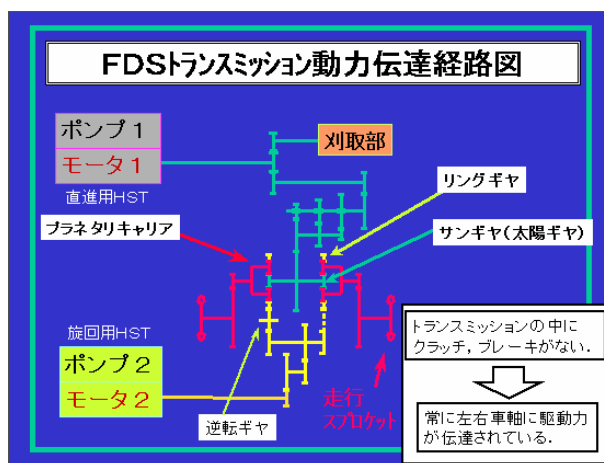 FDSトランスミッション動力伝達経路図
ポンプ1
モータ1
直進用HST
刈取部
リングギヤ
プラネタリキャリア
サンギヤ(太陽ギヤ)
旋回用HST
ポンプ2
モータ2
逆転ギヤ
走行
スプロケット
トランスミッションの中に
クラッチ,ブレーキがない.
常に左右車軸に駆動力
が伝達されている.